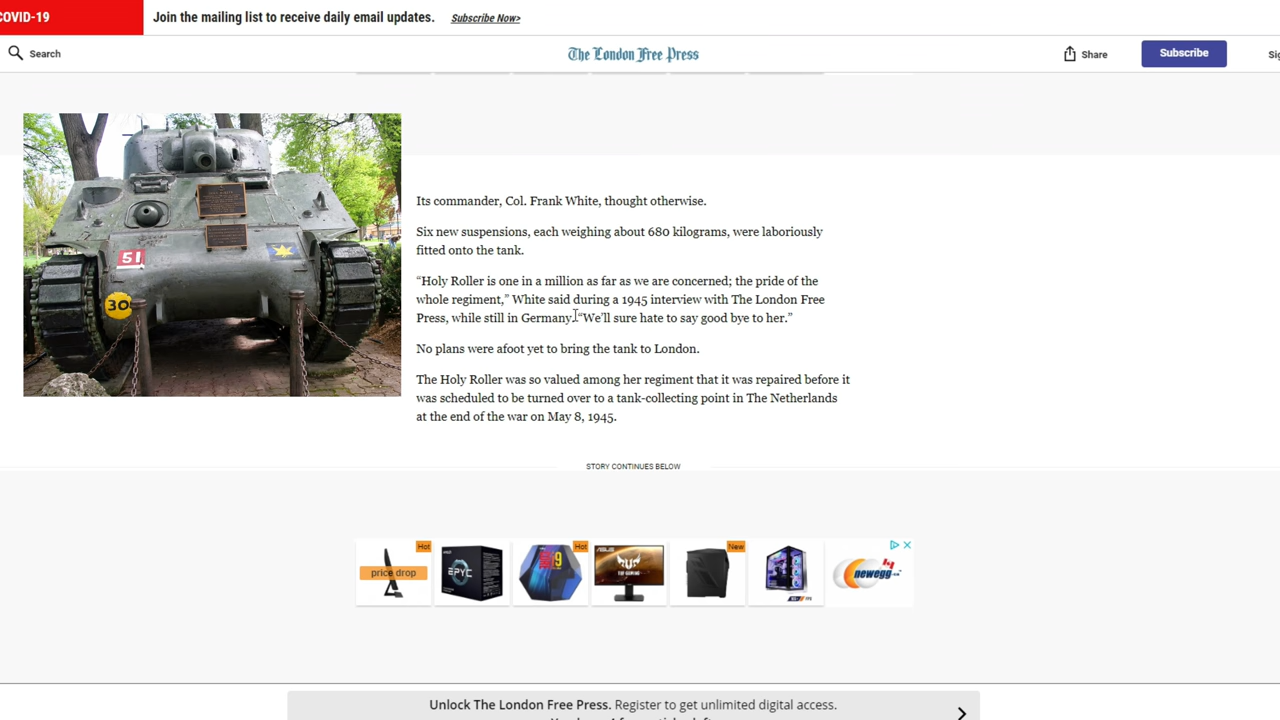 COVID-19
Join the mailing list to receive daily email updates. Subscribe Now>
Search
The London Free Press
Share
Subscribe
51
30
Its commander, Col. Frank White, thought otherwise.
Six new suspensions, each weighing about 680 kilograms, were laboriously
fitted onto the tank.
“Holy Roller is one in a million as far as we are concerned; the pride of the
whole regiment,” White said during a 1945 interview with The London Free
Press, while still in Germany. “We’ll sure hate to say good bye to her.”
No plans were afoot yet to bring the tank to London.
The Holy Roller was so valued among her regiment that it was repaired before it
was scheduled to be turned over to a tank-collecting point in The Netherlands
at the end of the war on May 8, 1945.
STORY CONTINUES BELOW
Hot
Hot
New
price drop
AMD
EPYC
i9
ASUS
TUF GAMING
newegg
Unlock The London Free Press. Register to get unlimited digital access.